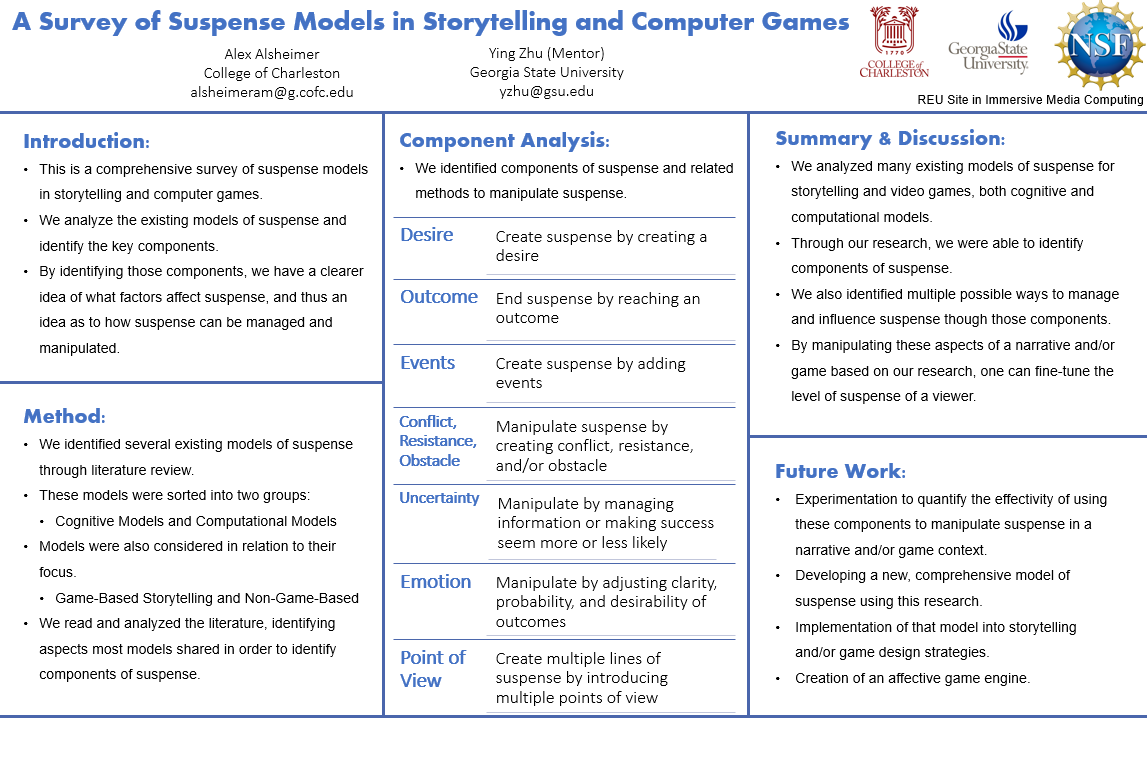 A Survey of Suspense Models in Storytelling and Computer Games
Alex Alsheimer
College of Charleston
alsheimeram@g.cofc.edu
Ying Zhu (Mentor)
Georgia State University
yzhu@gsu.edu
1770
COLLEGE of
CHARLESTON
GeorgiaState
University.
NSF
REU Site in Immersive Media Computing
Introduction:
• This is a comprehensive survey of suspense models
in storytelling and computer games.
• We analyze the existing models of suspense and
identify the key components.
• By identifying those components, we have a clearer
idea of what factors affect suspense, and thus an
idea as to how suspense can be managed and
manipulated.
Method:
• We identified several existing models of suspense
through literature review.
• These models were sorted into two groups:
• Cognitive Models and Computational Models
• Models were also considered in relation to their
focus.
• Game-Based Storytelling and Non-Game-Based
• We read and analyzed the literature, identifying
aspects most models shared in order to identify
components of suspense.
Component Analysis:
• We identified components of suspense and related
methods to manipulate suspense.
Desire
Create suspense by creating a
desire
Outcome
End suspense by reaching an
outcome
Events
Create suspense by adding
events
Conflict,
Resistance,
Obstacle
Manipulate suspense by
creating conflict, resistance,
and/or obstacle
Uncertainty
Manipulate by managing
information or making success
seem more or less likely
Emotion
Manipulate by adjusting clarity,
probability, and desirability of
outcomes
Point of
View
Create multiple lines of
suspense by introducing
multiple points of view
Summary & Discussion:
• We analyzed many existing models of suspense for
storytelling and video games, both cognitive and
computational models.
• Through our research, we were able to identify
components of suspense.
• We also identified multiple possible ways to manage
and influence suspense though those components.
• By manipulating these aspects of a narrative and/or
game based on our research, one can fine-tune the
level of suspense of a viewer.
Future Work:
• Experimentation to quantify the effectivity of using
these components to manipulate suspense in a
narrative and/or game context.
• Developing a new, comprehensive model of
suspense using this research.
• Implementation of that model into storytelling
and/or game design strategies.
• Creation of an affective game engine.